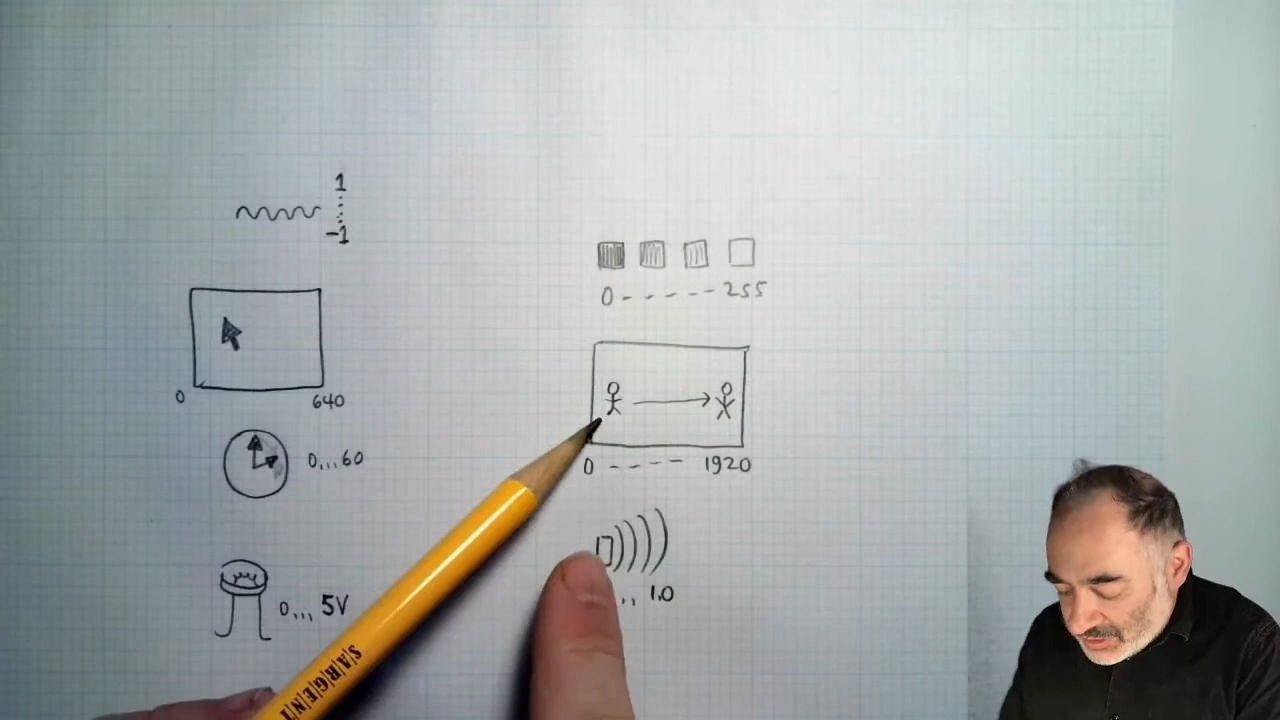 1
-1
0 640
0,,,60
0,,, 5V
0 - - - - - 255
0 - - - - 1920
,, 1.0
SARGENT